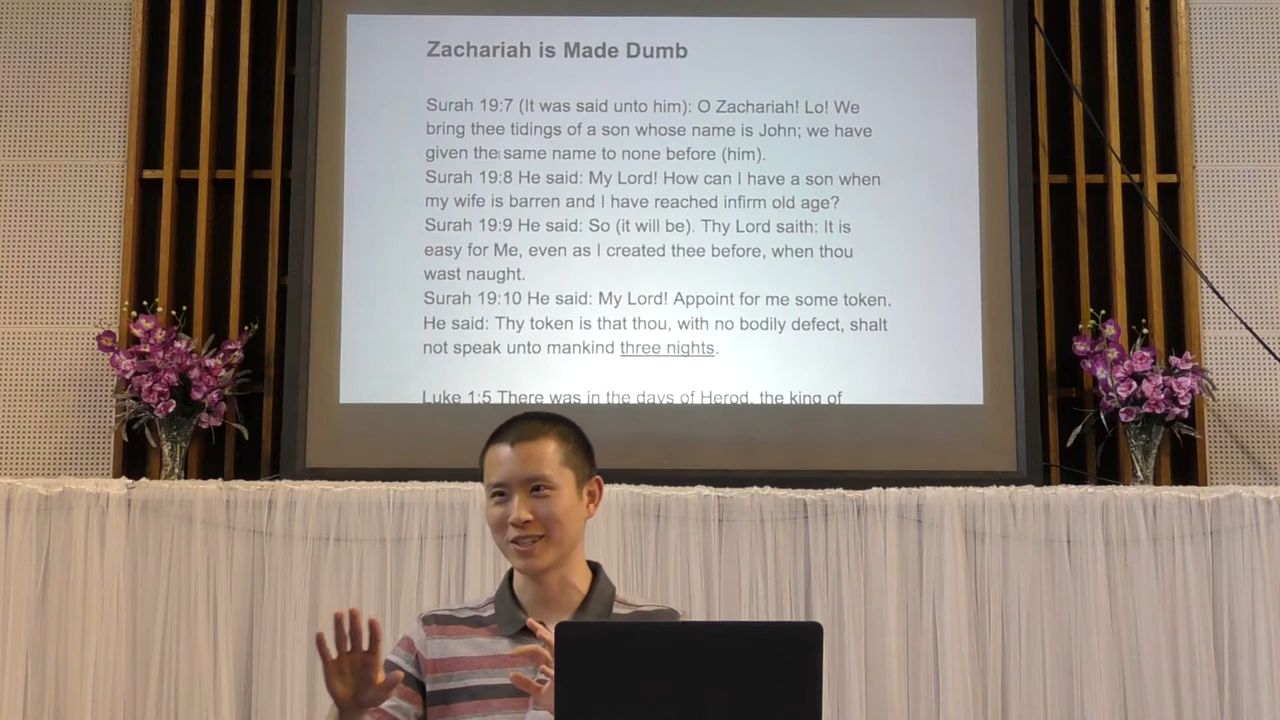 Zachariah is Made Dumb
Surah 19:7 (It was said unto him): O Zachariah! Lo! We
bring thee tidings of a son whose name is John; we have
given the same name to none before (him).
Surah 19:8 He said: My Lord! How can I have a son when
my wife is barren and I have reached infirm old age?
Surah 19:9 He said: So (it will be). Thy Lord saith: It is
easy for Me, even as I created thee before, when thou
wast naught.
Surah 19:10 He said: My Lord! Appoint for me some token.
He said: Thy token is that thou, with no bodily defect, shalt
not speak unto mankind three nights.
Luke 1:5 There was in the days of Herod, the king of